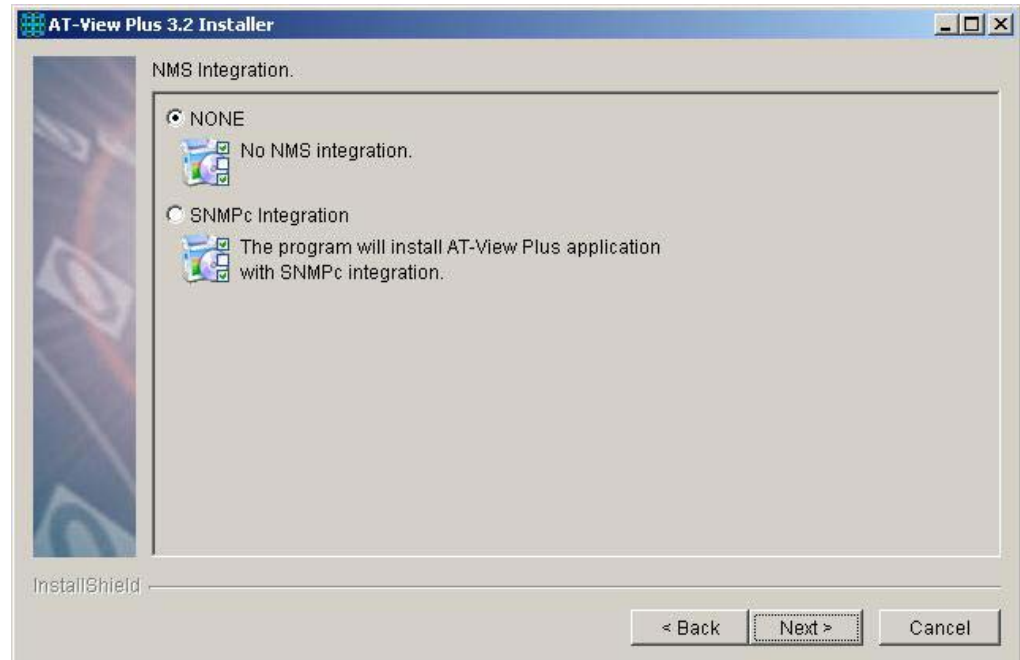 AT-View Plus 3.2 Installer
NMS Integration.
NONE
No NMS integration.
SNMPc Integration
The program will install AT-View Plus application
with SNMPc integration.
InstallShield
< Back
Next >
Cancel